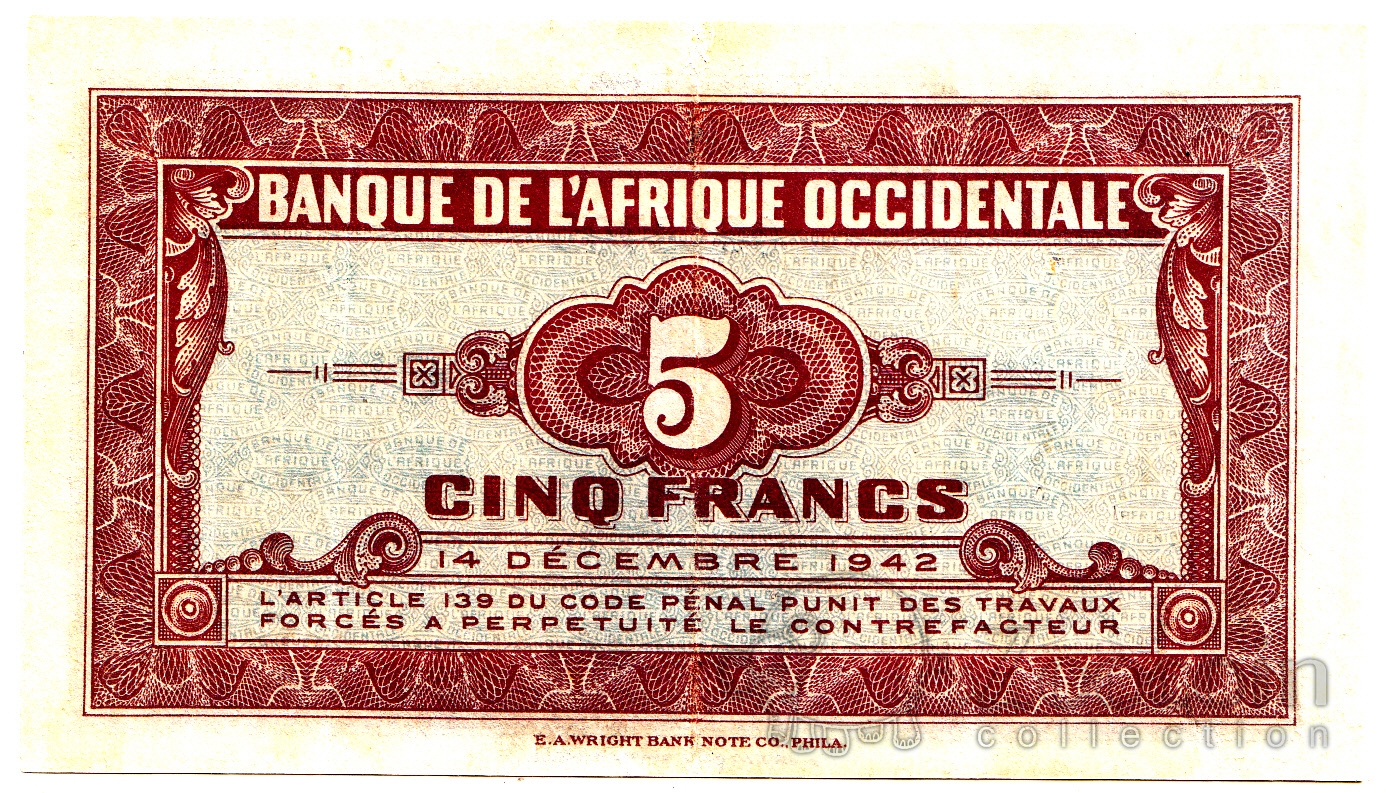 BANQUE DE L'AFRIQUE OCCIDENTALE
5
CINQ FRANCS
14 DÉCEMBRE 1942
L'ARTICLE 139 DU CODE PÉNAL PUNIT DES TRAVAUX
FORCÉS A PERPETUITÉ LE CONTREFACTEUR
E.A.WRIGHT BANK NOTE CO., PHILA.
collection